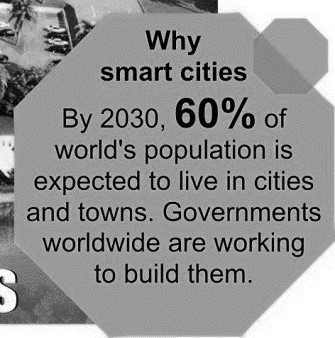 Why
smart cities
By 2030, 60% of
world's population is
expected to live in cities
and towns. Governments
worldwide are working
to build them.
S